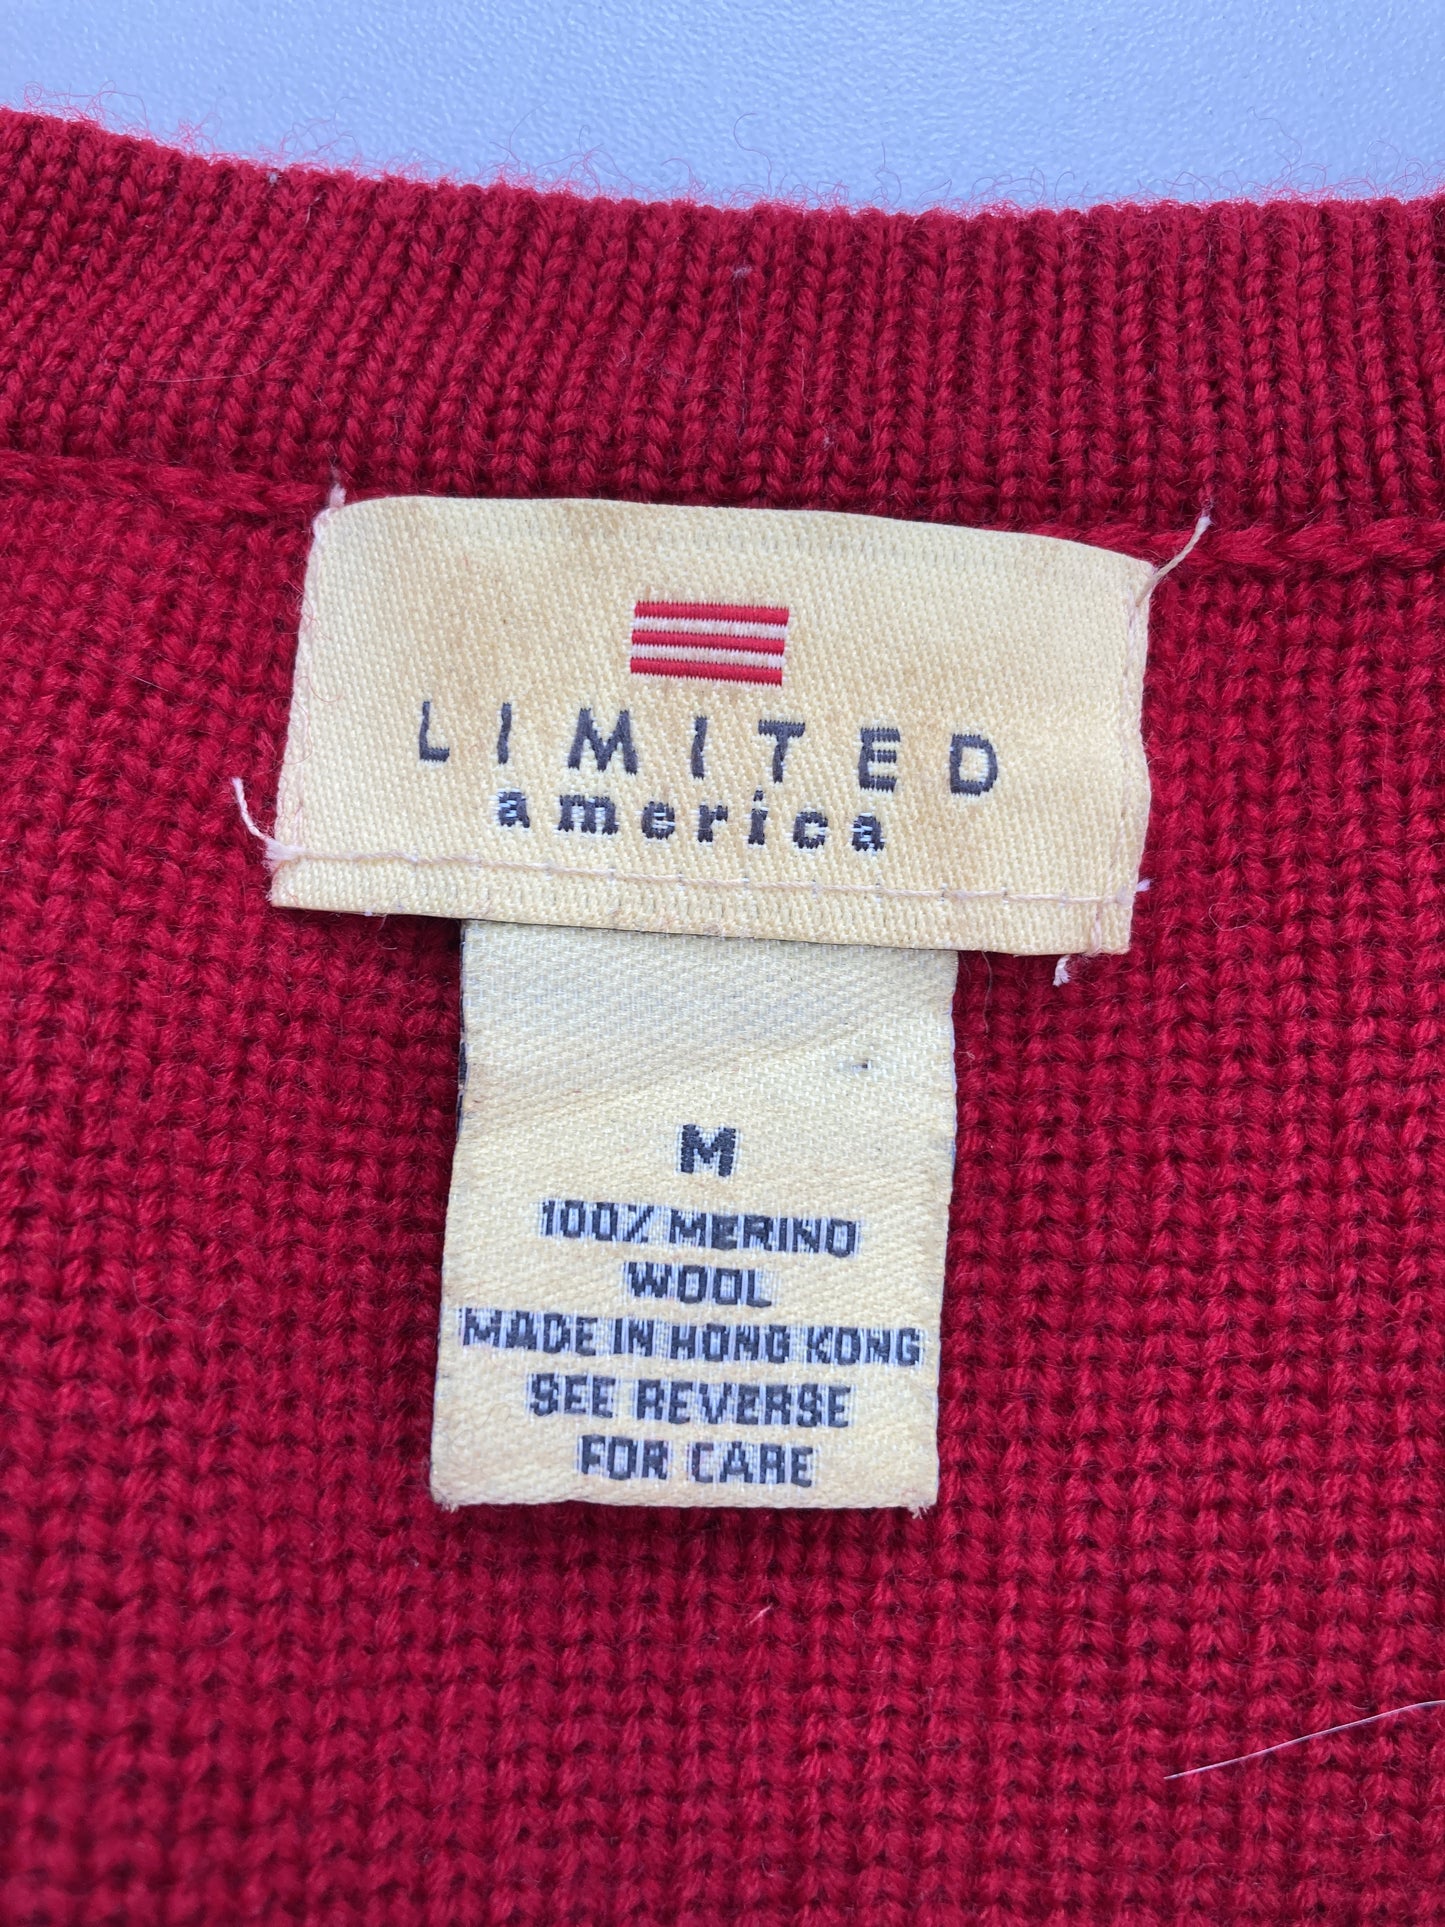 LIMITED
america
M
100% MERINO
WOOL
MADE IN HONG KONG
SEE REVERSE
FOR CARE